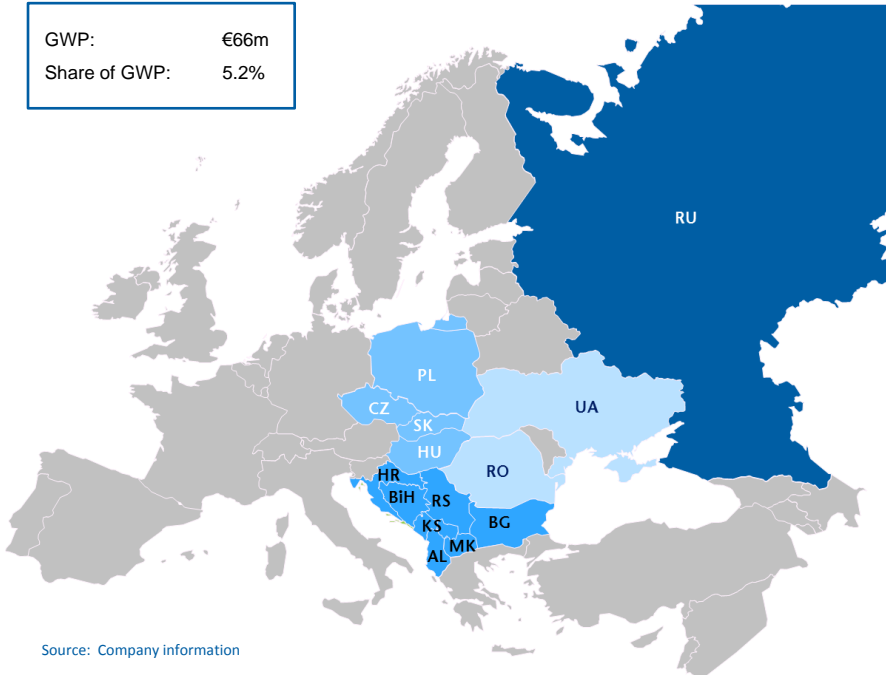 GWP: €66m
Share of GWP: 5.2%
RU
PL
CZ
UA
SK
HU
RO
HR
BiH
RS
KS
BG
MK
AL
Source: Company information